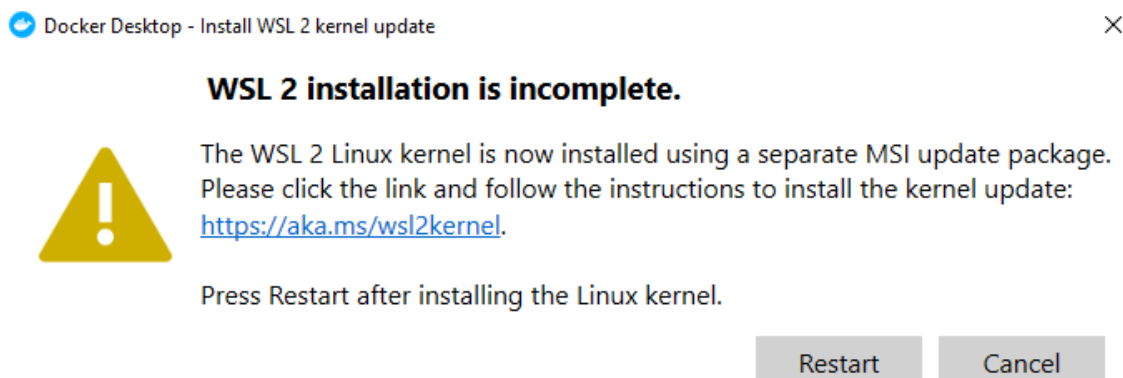 Docker Desktop - Install WSL 2 kernel update
WSL 2 installation is incomplete.
The WSL 2 Linux kernel is now installed using a separate MSI update package.
Please click the link and follow the instructions to install the kernel update:
https://aka.ms/wsl2kernel.
Press Restart after installing the Linux kernel.
Restart Cancel